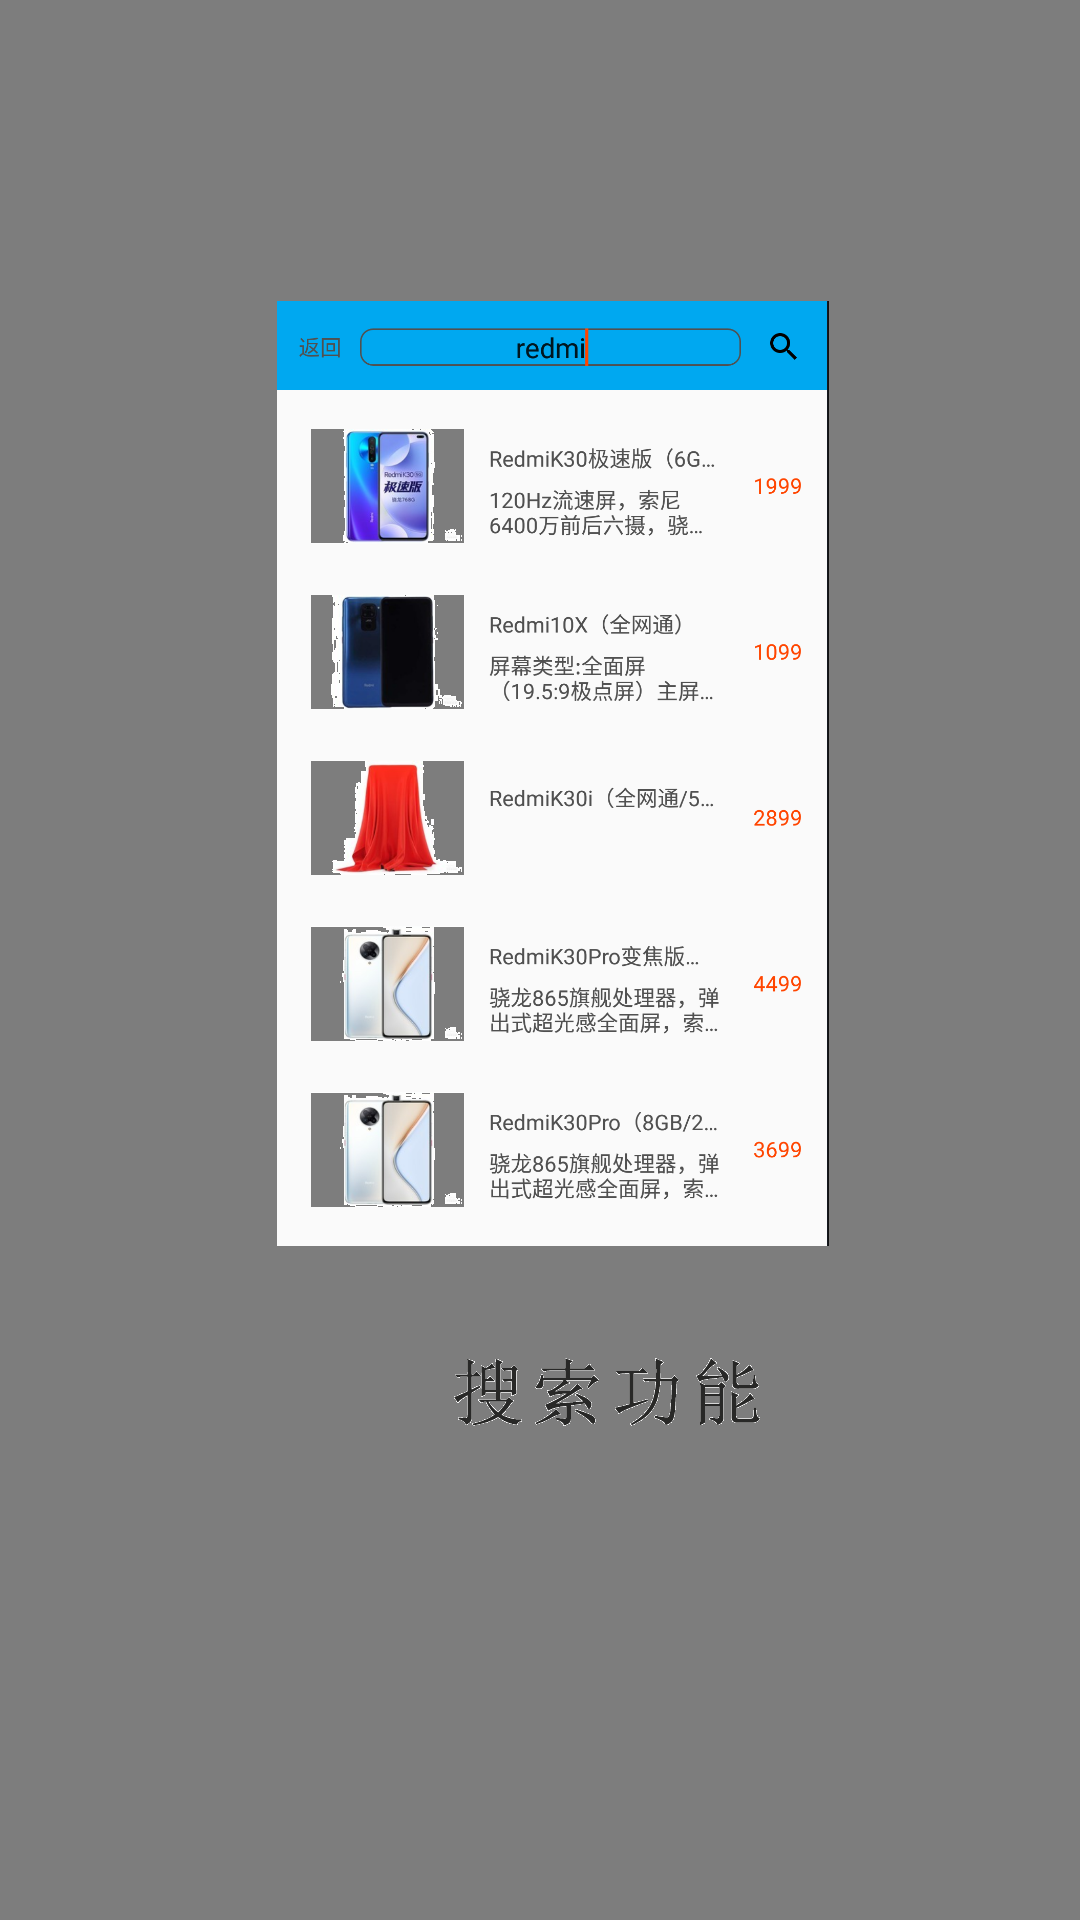 返回
redmi
RedmiK30极速版（6G...
1999
120Hz流速屏，索尼
6400万前后六摄，骁...
RedmiK30
极速版
Redmi10X（全网通）
1099
屏幕类型:全面屏
（19.5:9极点屏）主屏...
RedmiK30i（全网通/5...
2899
RedmiK30Pro变焦版...
4499
骁龙865旗舰处理器，弹
出式超光感全面屏，索...
RedmiK30Pro（8GB/2...
3699
骁龙865旗舰处理器，弹
出式超光感全面屏，索...
搜索功能